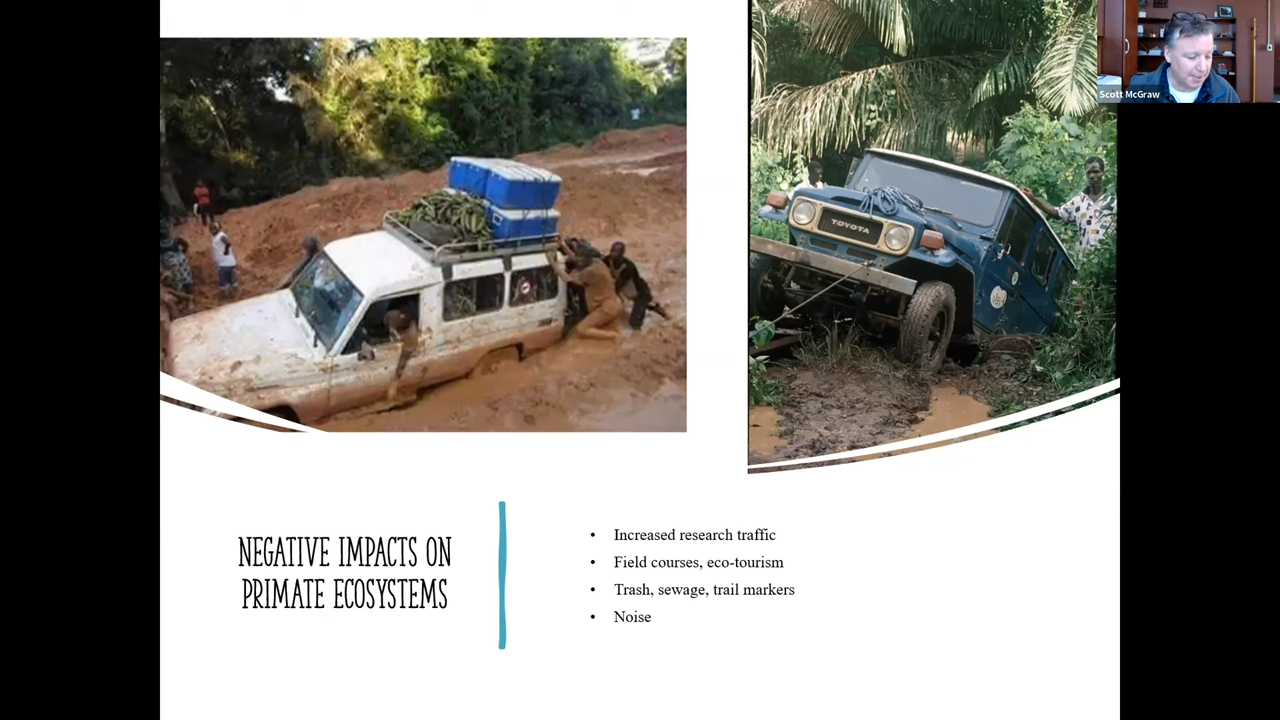 Scott McGraw
TOYOTA
NEGATIVE IMPACTS ON
PRIMATE ECOSYSTEMS
• Increased research traffic
• Field courses, eco-tourism
• Trash, sewage, trail markers
• Noise